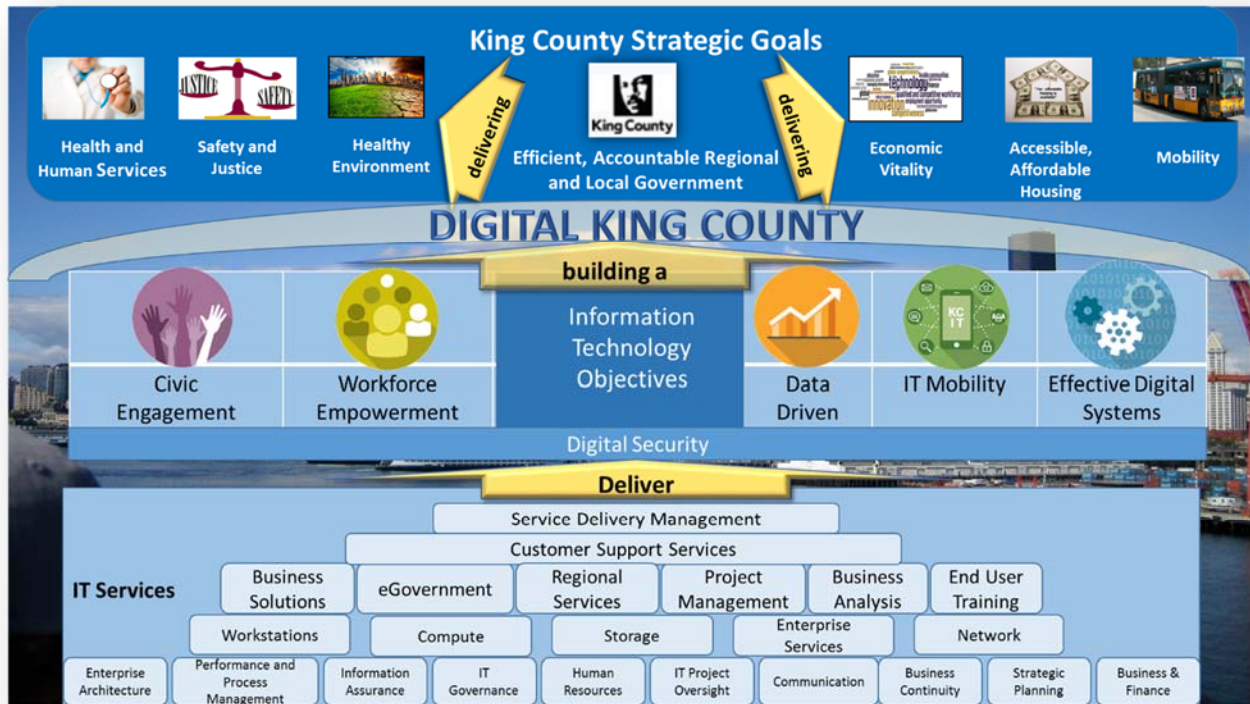 King County Strategic Goals
JUSTICE
SAFETY
technology
innovation
King County
delivering
delivering
Health and
Human Services
Safety and
Justice
Healthy
Environment
Efficient, Accountable Regional
and Local Government
Economic
Vitality
Accessible,
Affordable
Housing
Mobility
DIGITAL KING COUNTY
building a
Information
Technology
Objectives
KC
IT
Civic
Engagement
Workforce
Empowerment
Data
Driven
IT Mobility
Effective Digital
Systems
Digital Security
Deliver
IT Services
Service Delivery Management
Customer Support Services
Business
Solutions
eGovernment
Regional
Services
Project
Management
Business
Analysis
End User
Training
Workstations
Compute
Storage
Enterprise
Services
Network
Enterprise
Architecture
Performance and
Process
Management
Information
Assurance
IT
Governance
Human
Resources
IT Project
Oversight
Communication
Business
Continuity
Strategic
Planning
Business &
Finance